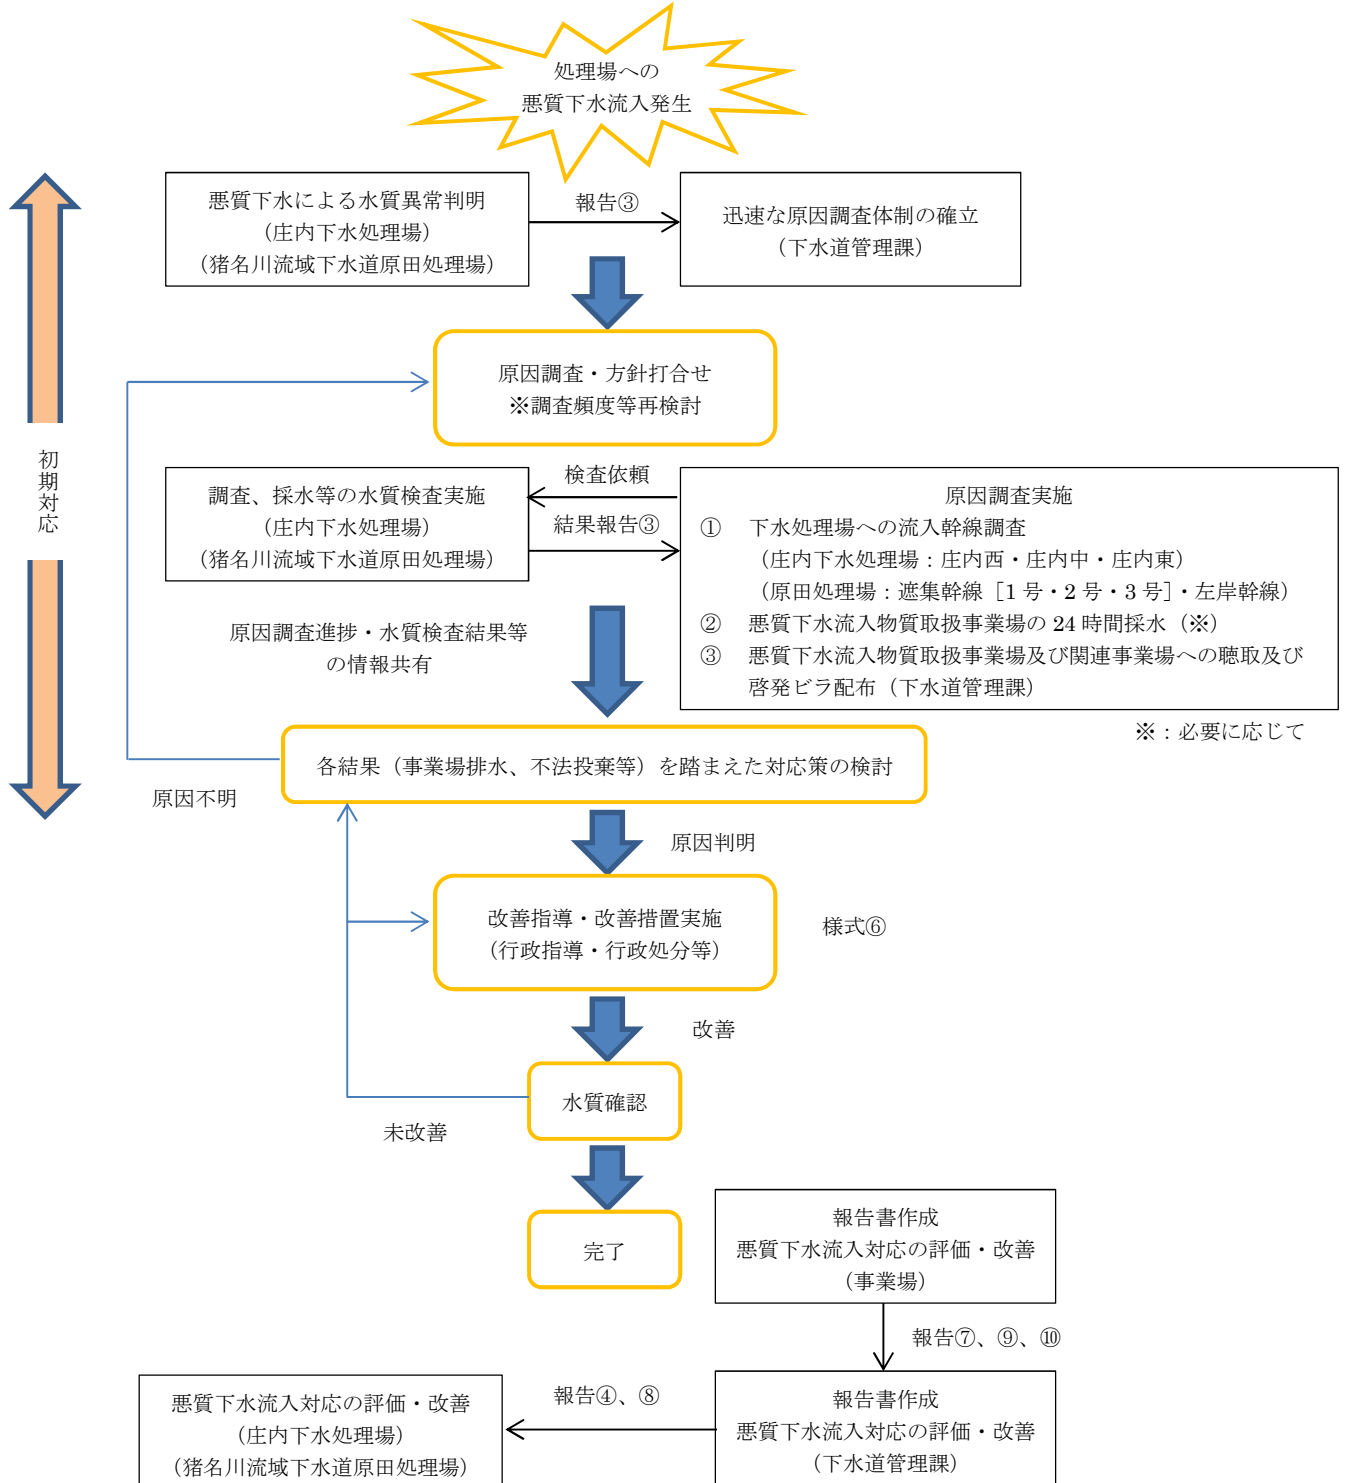 処理場への
悪質下水流入発生
悪質下水による水質異常判明
（庄内下水処理場）
（猪名川流域下水道原田処理場）
報告③
迅速な原因調査体制の確立
（下水道管理課）
原因調査・方針打合せ
※調査頻度等再検討
初期対応
調査、採水等の水質検査実施
（庄内下水処理場）
（猪名川流域下水道原田処理場）
検査依頼
結果報告③
原因調査実施
①　下水処理場への流入幹線調査
（庄内下水処理場：庄内西・庄内中・庄内東）
（原田処理場：遮集幹線［1号・2号・3号］・左岸幹線）
②　悪質下水流入物質取扱事業場の 24 時間採水（※）
③　悪質下水流入物質取扱事業場及び関連事業場への聴取及び
啓発ビラ配布（下水道管理課）
※：必要に応じて
原因調査進捗・水質検査結果等
の情報共有
各結果（事業場排水、不法投棄等）を踏まえた対応策の検討
原因不明
原因判明
改善指導・改善措置実施
（行政指導・行政処分等）
様式⑥
改善
水質確認
未改善
完了
報告書作成
悪質下水流入対応の評価・改善
（事業場）
報告⑦、⑨、⑩
報告書作成
悪質下水流入対応の評価・改善
（下水道管理課）
報告④、⑧
悪質下水流入対応の評価・改善
（庄内下水処理場）
（猪名川流域下水道原田処理場）